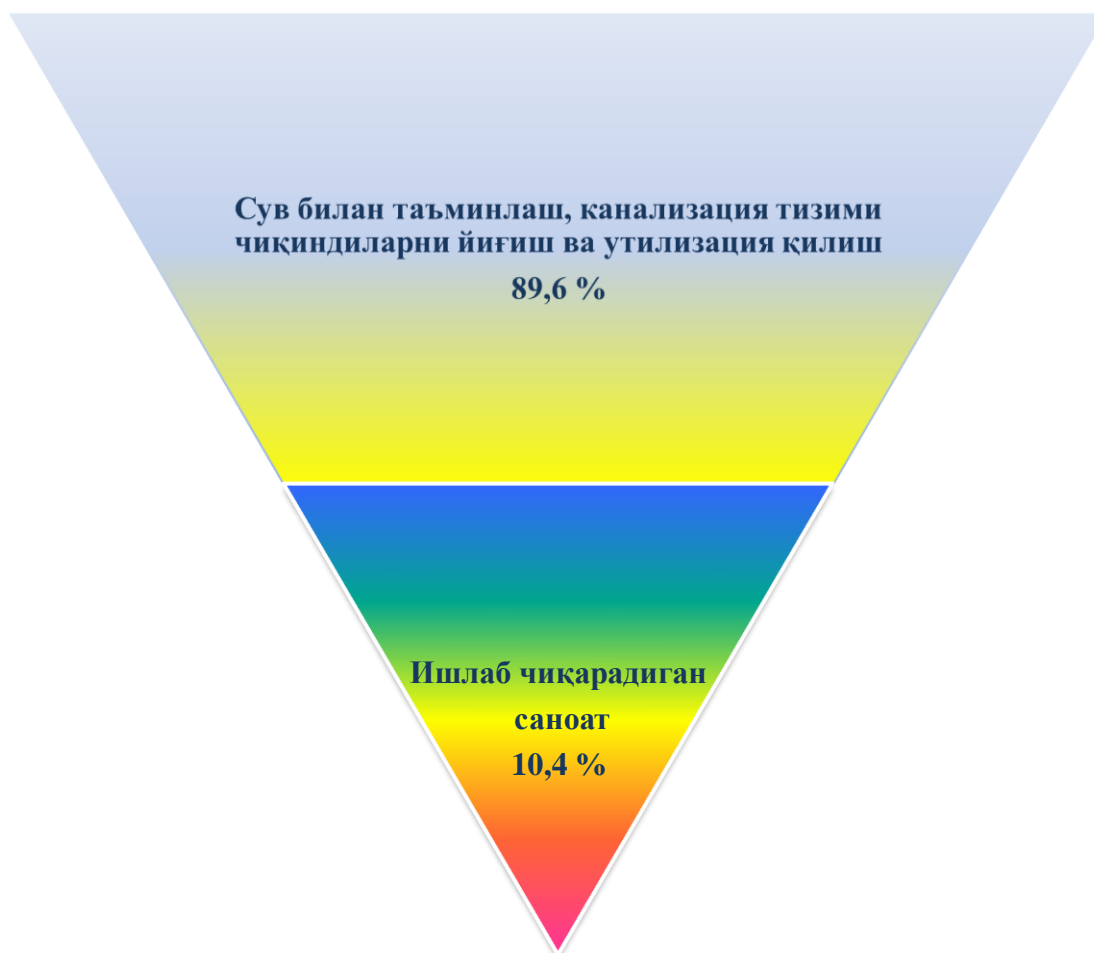 Сув билан таъминлаш, канализация тизими
чиқиндиларни йиғиш ва утилизация қилиш
89,6 %
Ишлаб чиқарадиган
саноат
10,4 %